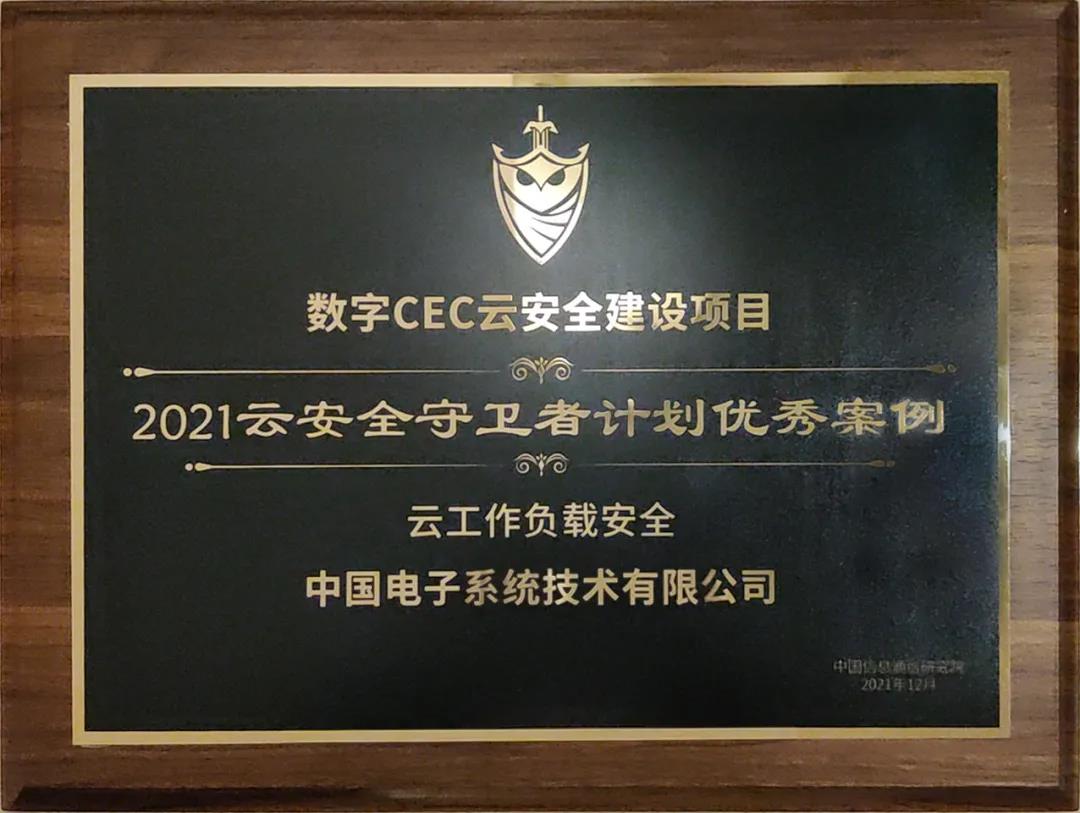 数字CEC云安全建设项目
2021云安全守卫者计划优秀案例
云工作负载安全
中国电子系统技术有限公司
中国信息通信研究院
2021年12月